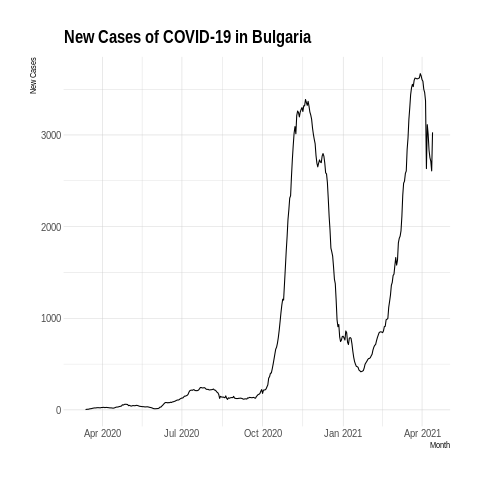 New Cases of COVID-19 in Bulgaria
New Cases
3000
2000
1000
0
Apr 2020
Jul 2020
Oct 2020
Jan 2021
Apr 2021
Month